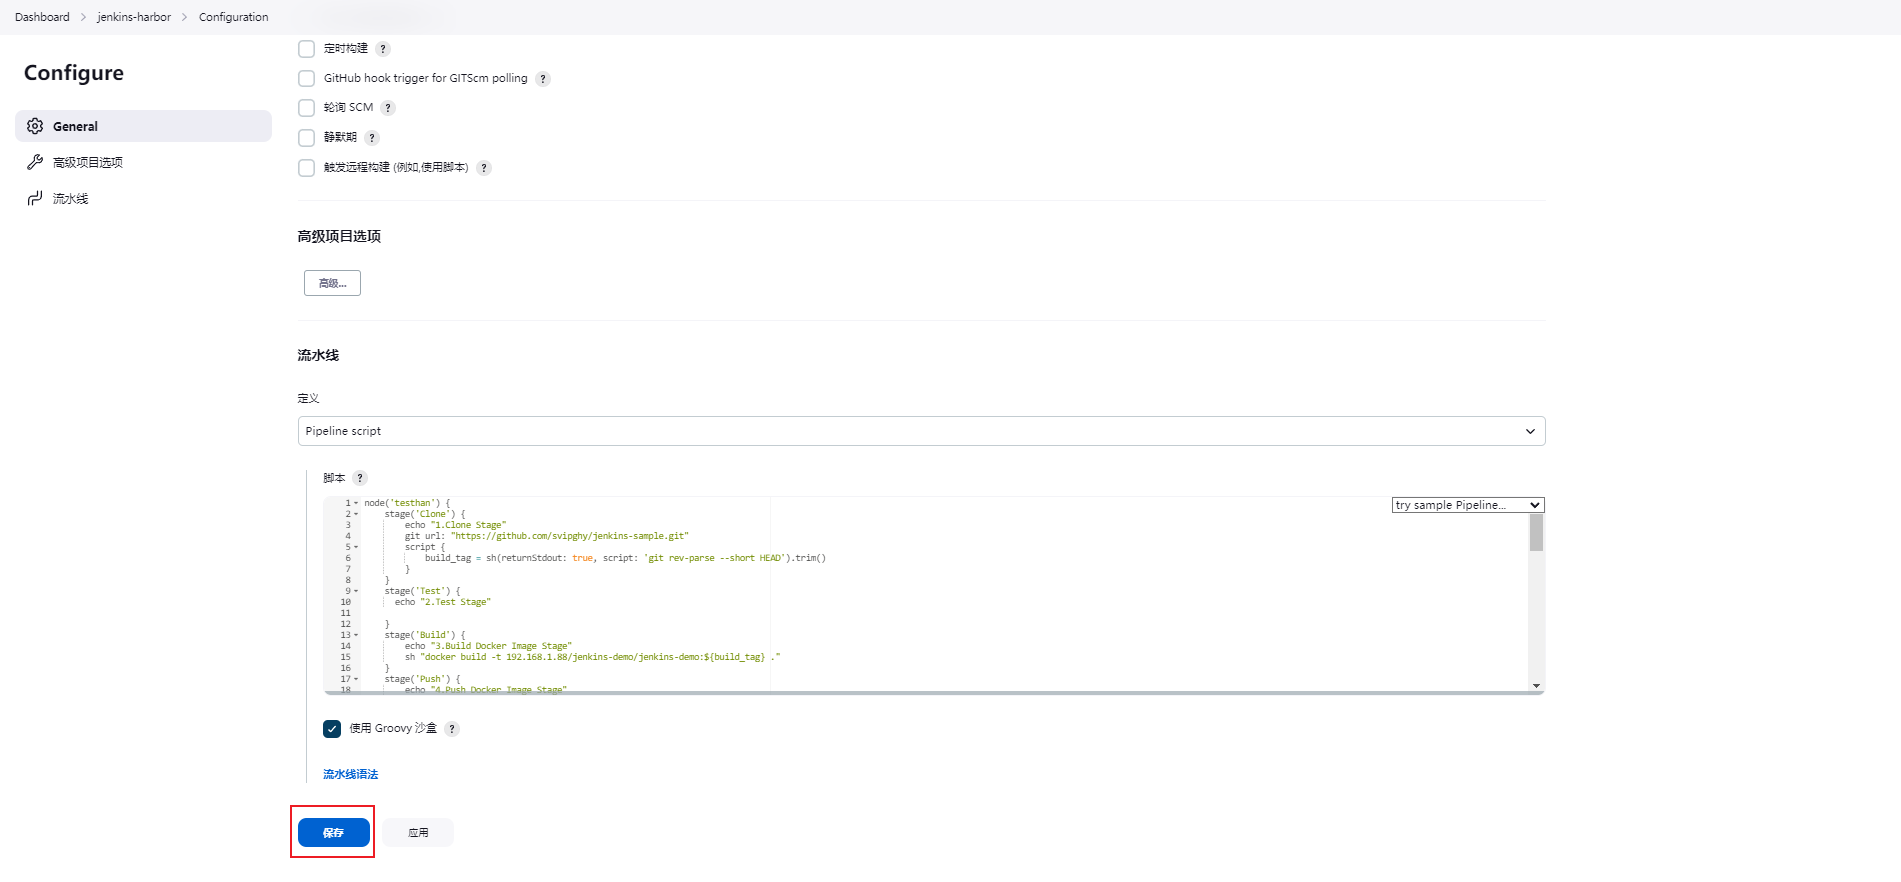 Dashboard > jenkins-harbor > Configuration
Configure
General
高级项目选项
流水线
定时构建 ?
GitHub hook trigger for GITScm polling ?
轮询 SCM ?
静默期 ?
触发远程构建 (例如,使用脚本) ?
高级项目选项
高级...
流水线
定义
Pipeline script
脚本 ?
try sample Pipeline...
1 node('testhan') {
2     stage('Clone') {
3         echo "1.Clone Stage"
4         git url: "https://github.com/svipghy/jenkins-sample.git"
5         script {
6             build_tag = sh(returnStdout: true, script: 'git rev-parse --short HEAD').trim()
7         }
8     }
9     stage('Test') {
10       echo "2.Test Stage"
11
12     }
13     stage('Build') {
14         echo "3.Build Docker Image Stage"
15         sh "docker build -t 192.168.1.88/jenkins-demo/jenkins-demo:${build_tag} ."
16     }
17     stage('Push') {
18         echo "4.Push Docker Image Stage"
使用 Groovy 沙盒 ?
流水线语法
保存
应用